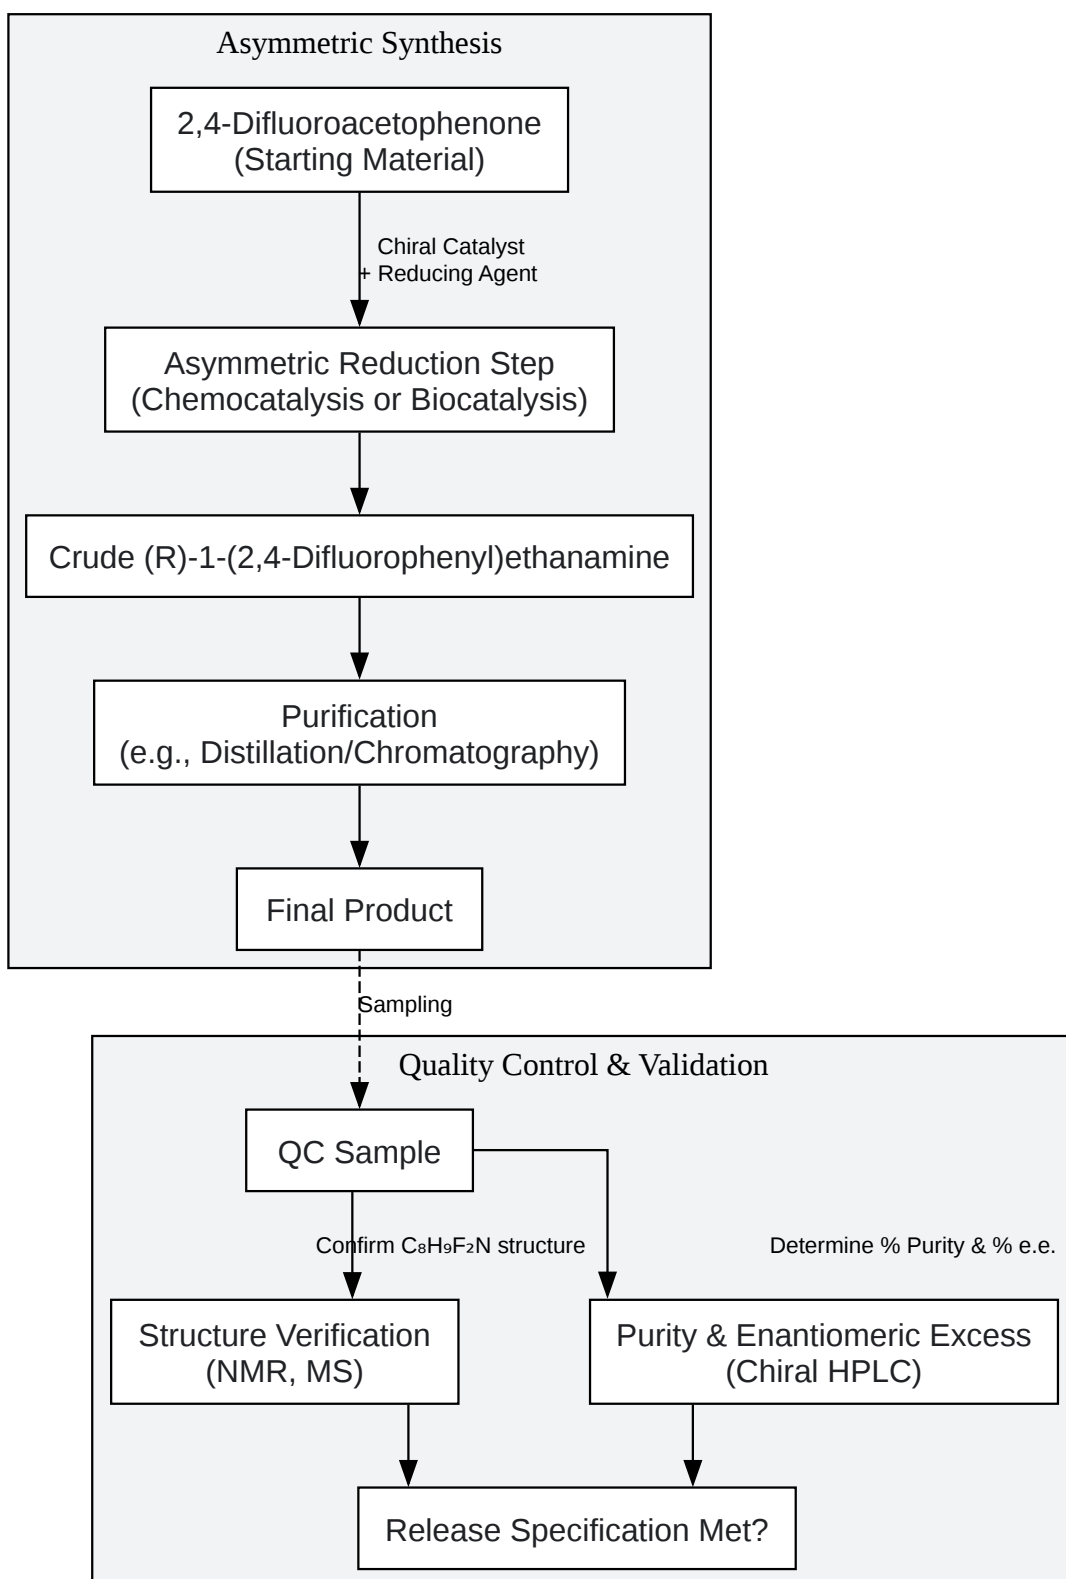 Asymmetric Synthesis
2,4-Difluoroacetophenone
(Starting Material)
Chiral Catalyst
+ Reducing Agent
Asymmetric Reduction Step
(Chemocatalysis or Biocatalysis)
Crude (R)-1-(2,4-Difluorophenyl)ethanamine
Purification
(e.g., Distillation/Chromatography)
Final Product
Sampling
Quality Control & Validation
QC Sample
Confirm C₈H₉F₂N structure
Determine % Purity & % e.e.
Structure Verification
(NMR, MS)
Purity & Enantiomeric Excess
(Chiral HPLC)
Release Specification Met?